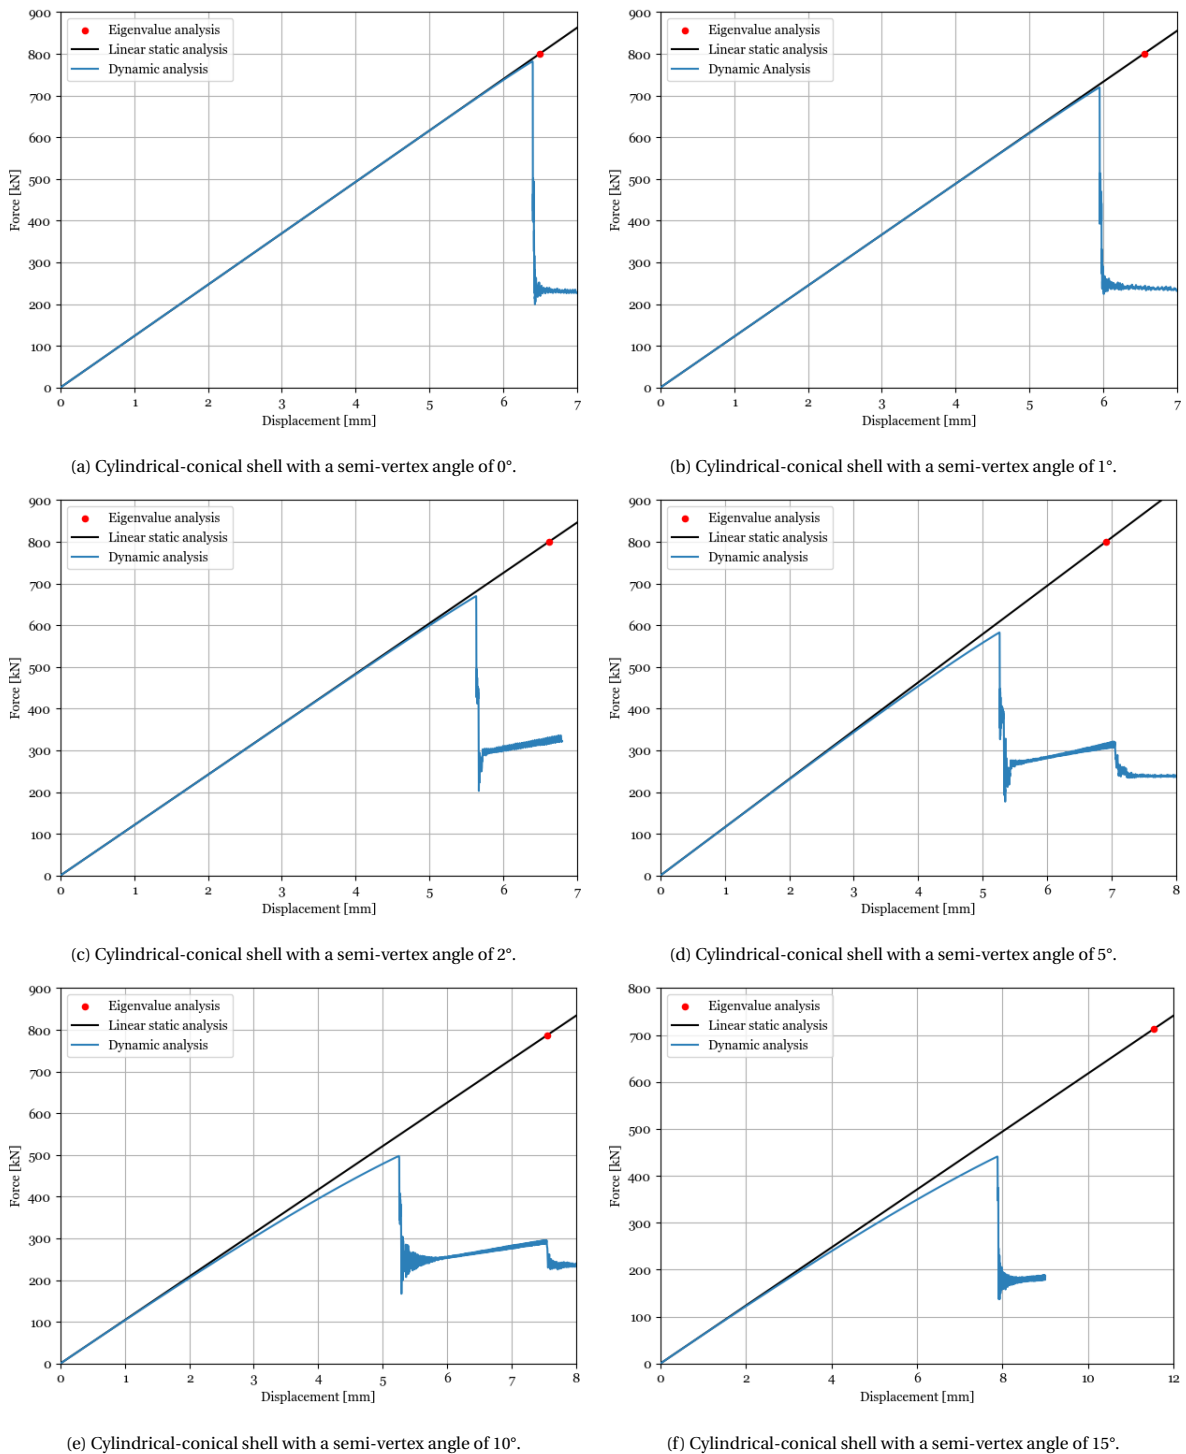 900
800
700
600
500
400
300
200
100
0
Force [kN]
Eigenvalue analysis
Linear static analysis
Dynamic analysis
0 1 2 3 4 5 6 7
Displacement [mm]
(a) Cylindrical-conical shell with a semi-vertex angle of 0°.
900
800
700
600
500
400
300
200
100
0
Force [kN]
Eigenvalue analysis
Linear static analysis
Dynamic Analysis
0 1 2 3 4 5 6 7
Displacement [mm]
(b) Cylindrical-conical shell with a semi-vertex angle of 1°.
900
800
700
600
500
400
300
200
100
0
Force [kN]
Eigenvalue analysis
Linear static analysis
Dynamic analysis
0 1 2 3 4 5 6 7
Displacement [mm]
(c) Cylindrical-conical shell with a semi-vertex angle of 2°.
900
800
700
600
500
400
300
200
100
0
Force [kN]
Eigenvalue analysis
Linear static analysis
Dynamic analysis
0 1 2 3 4 5 6 7 8
Displacement [mm]
(d) Cylindrical-conical shell with a semi-vertex angle of 5°.
900
800
700
600
500
400
300
200
100
0
Force [kN]
Eigenvalue analysis
Linear static analysis
Dynamic analysis
0 1 2 3 4 5 6 7 8
Displacement [mm]
(e) Cylindrical-conical shell with a semi-vertex angle of 10°.
800
700
600
500
400
300
200
100
0
Force [kN]
Eigenvalue analysis
Linear static analysis
Dynamic analysis
0 2 4 6 8 10 12
Displacement [mm]
(f) Cylindrical-conical shell with a semi-vertex angle of 15°.